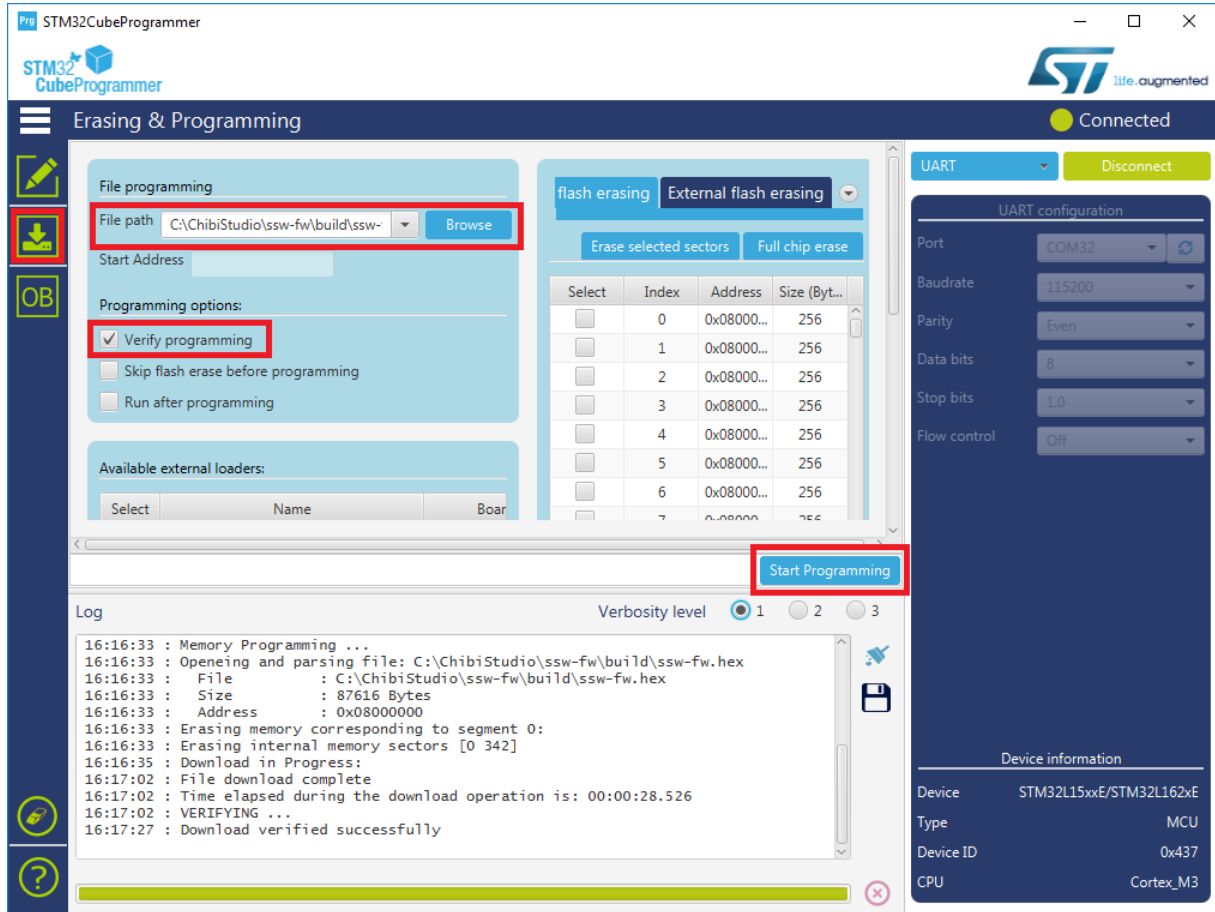 Prg STM32CubeProgrammer
STM32
CubeProgrammer
ST life.augmented
Erasing & Programming
Connected
File programming
File path C:\ChibiStudio\ssw-fw\build\ssw- Browse
Start Address
Programming options:
Verify programming
Skip flash erase before programming
Run after programming
Available external loaders:
Select Name Boar
flash erasing External flash erasing
Erase selected sectors Full chip erase
Select Index Address Size (Byt...
0 0x08000... 256
1 0x08000... 256
2 0x08000... 256
3 0x08000... 256
4 0x08000... 256
5 0x08000... 256
6 0x08000... 256
7 0x08000... 256
OB
Start Programming
Log Verbosity level 1 2 3
16:16:33 : Memory Programming ...
16:16:33 : Openeing and parsing file: C:\ChibiStudio\ssw-fw\build\ssw-fw.hex
16:16:33 : File : C:\ChibiStudio\ssw-fw\build\ssw-fw.hex
16:16:33 : Size : 87616 Bytes
16:16:33 : Address : 0x08000000
16:16:33 : Erasing memory corresponding to segment 0:
16:16:33 : Erasing internal memory sectors [0 342]
16:16:35 : Download in Progress:
16:17:02 : File download complete
16:17:02 : Time elapsed during the download operation is: 00:00:28.526
16:17:02 : VERIFYING ...
16:17:27 : Download verified successfully
UART Disconnect
UART configuration
Port COM32
Baudrate 115200
Parity Even
Data bits 8
Stop bits 1.0
Flow control Off
Device information
Device STM32L15xxE/STM32L162xE
Type MCU
Device ID 0x437
CPU Cortex_M3